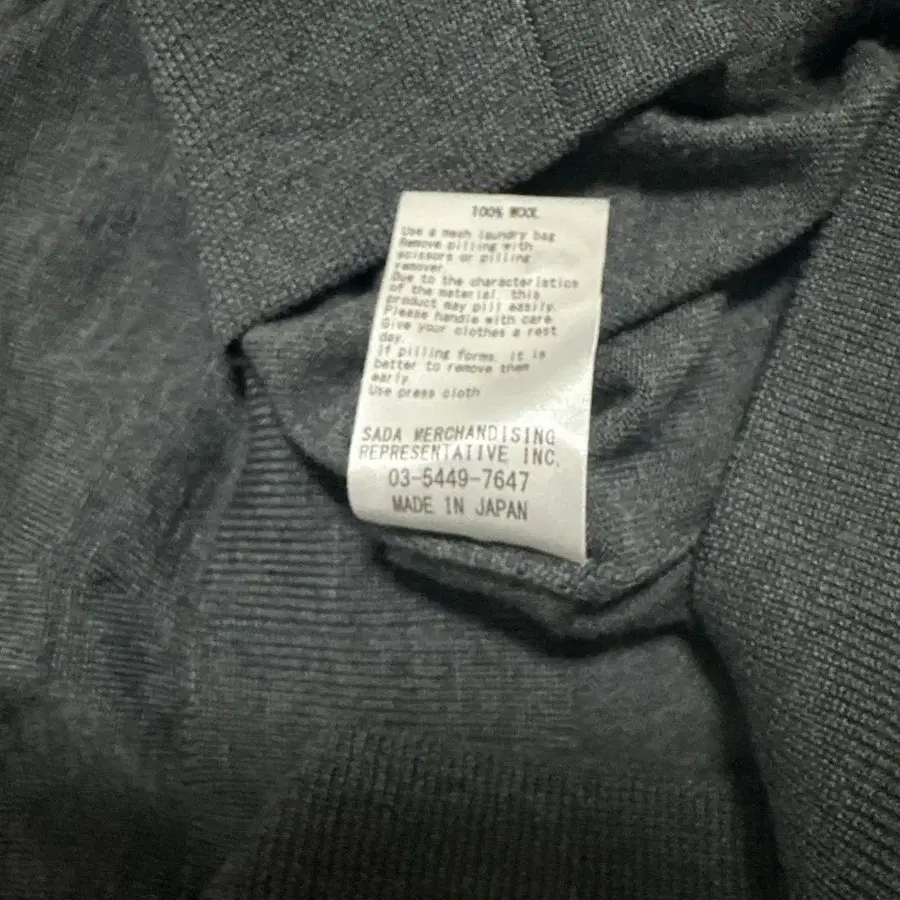 100% WOOL
Use a mesh laundry bag
Remove pilling with
scissors or pilling
remover.
Due to the characteristics
of the material, this
product may pill easily.
Please handle with care.
Give your clothes a rest
day.
If pilling forms, it is
better to remove them
early.
Use press cloth
SADA MERCHANDISING
REPRESENTATIVE INC.
03-5449-7647
MADE IN JAPAN